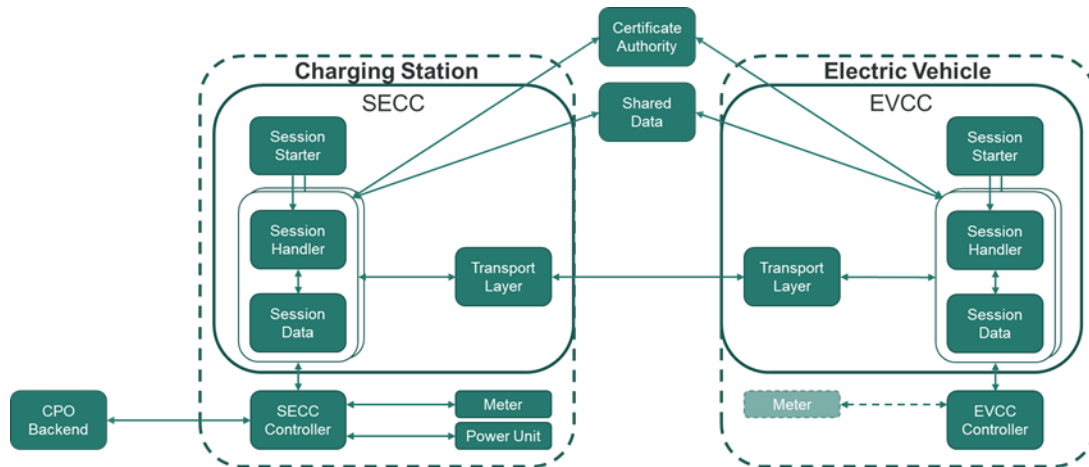 Certificate
Authority
Charging Station
Electric Vehicle
SECC
EVCC
Shared
Data
Session
Starter
Session
Starter
Session
Handler
Session
Handler
Transport
Layer
Transport
Layer
Session
Data
Session
Data
CPO
Backend
SECC
Controller
Meter
Power Unit
Meter
EVCC
Controller